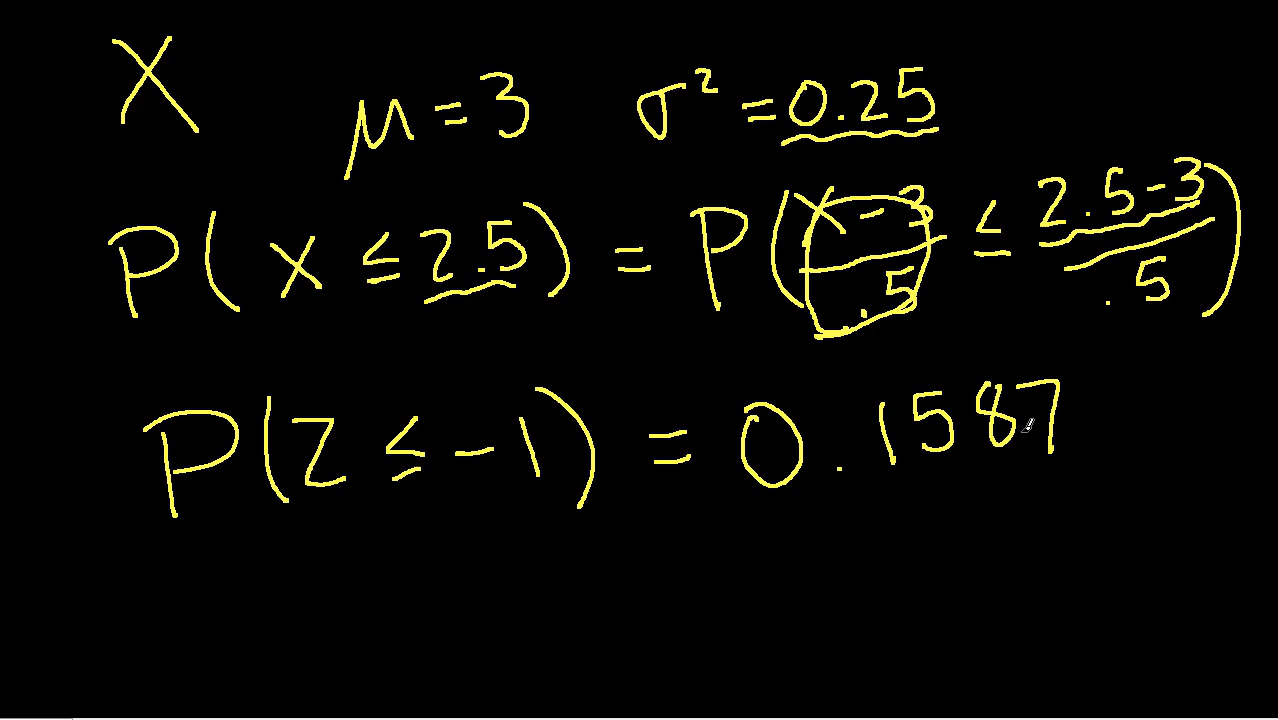 X
μ = 3   σ² = 0.25
P( x ≤ 2.5 ) = P( (x - 3)/.5 ≤ (2.5 - 3)/.5 )
P( Z ≤ -1 ) = 0.1587